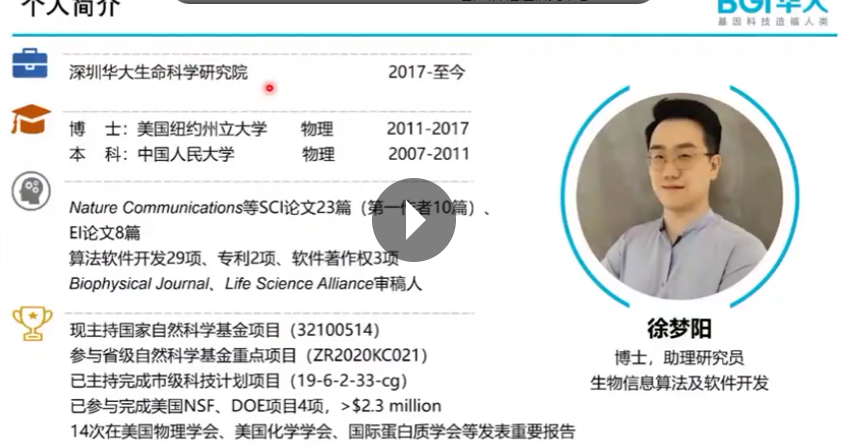 个人简介
BGI华大
基因科技造福人类
深圳华大生命科学研究院 2017-至今
博 士：美国纽约州立大学 物理 2011-2017
本 科：中国人民大学 物理 2007-2011
Nature Communications等SCI论文23篇（第一作者10篇）、
EI论文8篇
算法软件开发29项、专利2项、软件著作权3项
Biophysical Journal、Life Science Alliance审稿人
现主持国家自然科学基金项目（32100514）
参与省级自然科学基金重点项目（ZR2020KC021）
已主持完成市级科技计划项目（19-6-2-33-cg）
已参与完成美国NSF、DOE项目4项，>$2.3 million
14次在美国物理学会、美国化学学会、国际蛋白质学会等发表重要报告
徐梦阳
博士，助理研究员
生物信息算法及软件开发